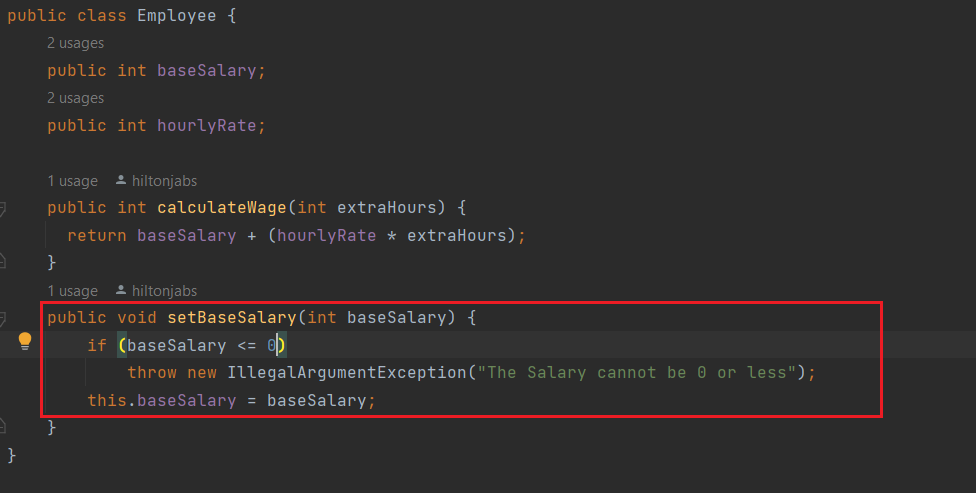 public class Employee {
2 usages
public int baseSalary;
2 usages
public int hourlyRate;
1 usage hiltonjabs
public int calculateWage(int extraHours) {
return baseSalary + (hourlyRate * extraHours);
}
1 usage hiltonjabs
public void setBaseSalary(int baseSalary) {
if (baseSalary <= 0)
throw new IllegalArgumentException("The Salary cannot be 0 or less");
this.baseSalary = baseSalary;
}
}